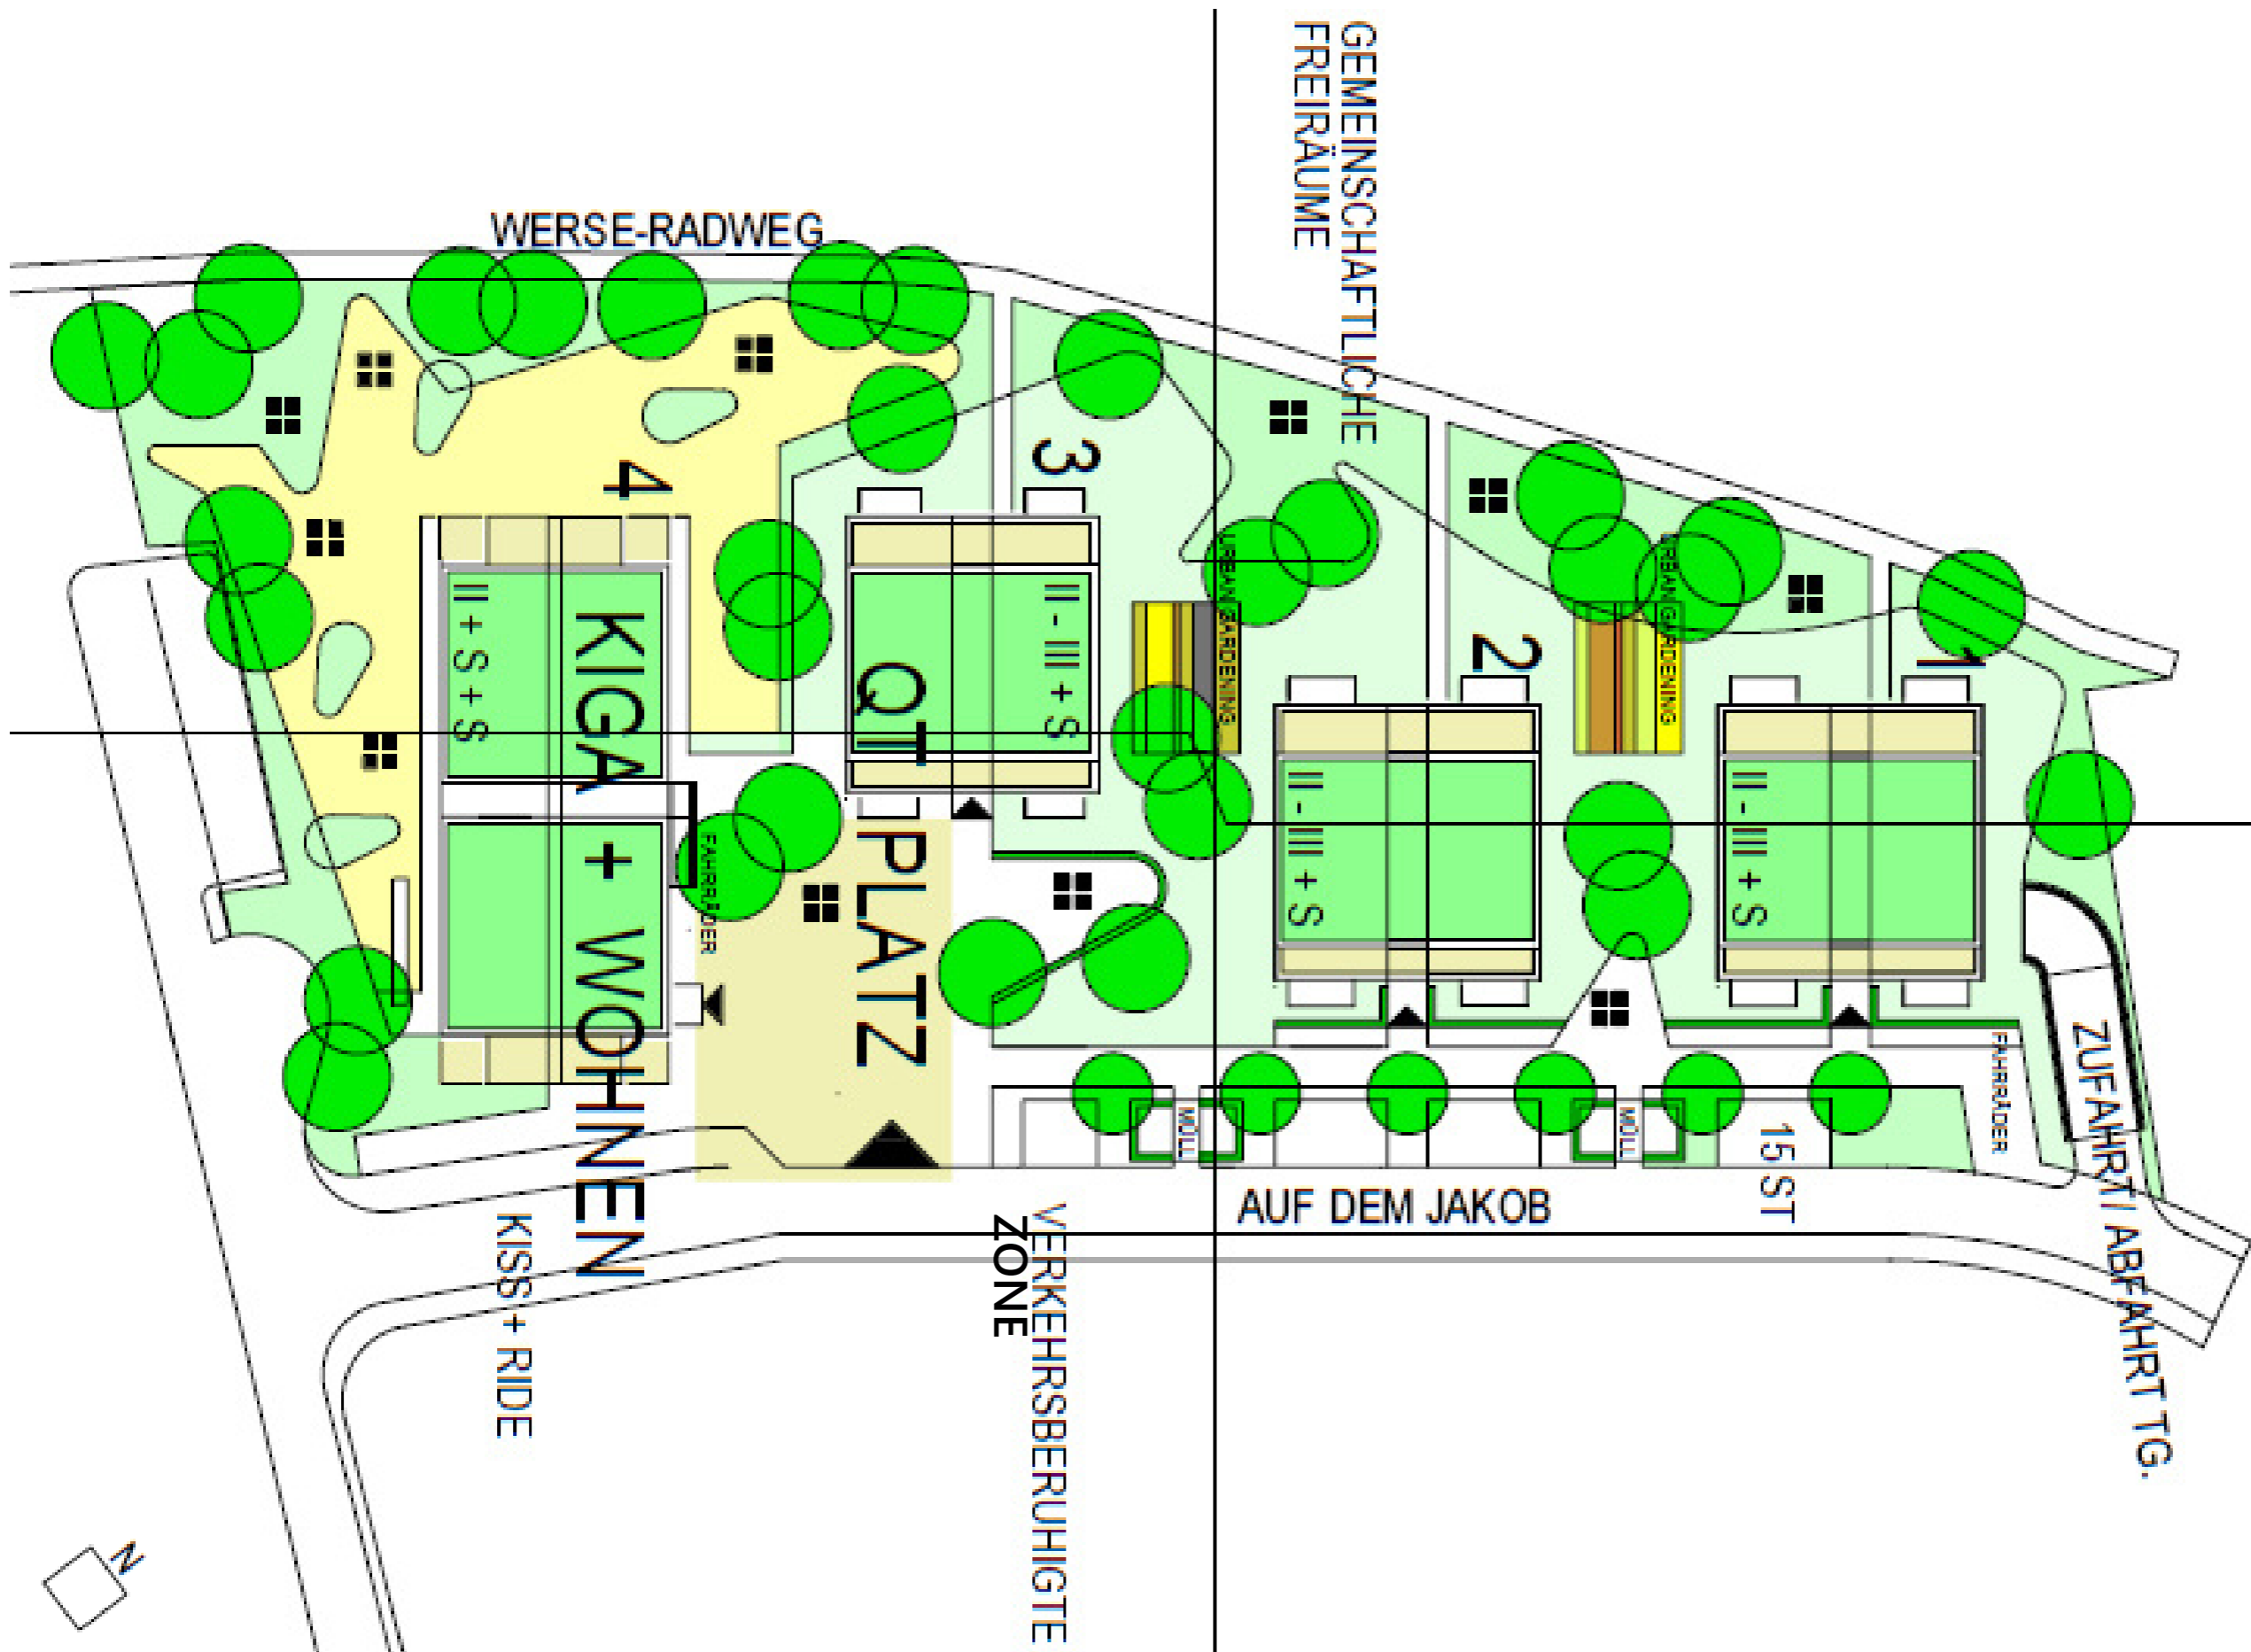 GEMEINSCHAFTLICHE
FREIRÄUME
WERSE-RADWEG
4
3
2
1
II + S + S
KIGA + WOHNEN
QT PLATZ
II - III + S
URBAN GARDENING
II - III + S
URBAN GARDENING
II - III + S
FAHRRÄDER
FAHRRÄDER
MÜLL
MÜLL
15 ST
ZUFAHRT/ ABFAHRT TG.
AUF DEM JAKOB
KISS + RIDE
VERKEHRSBERUHIGTE
ZONE
N